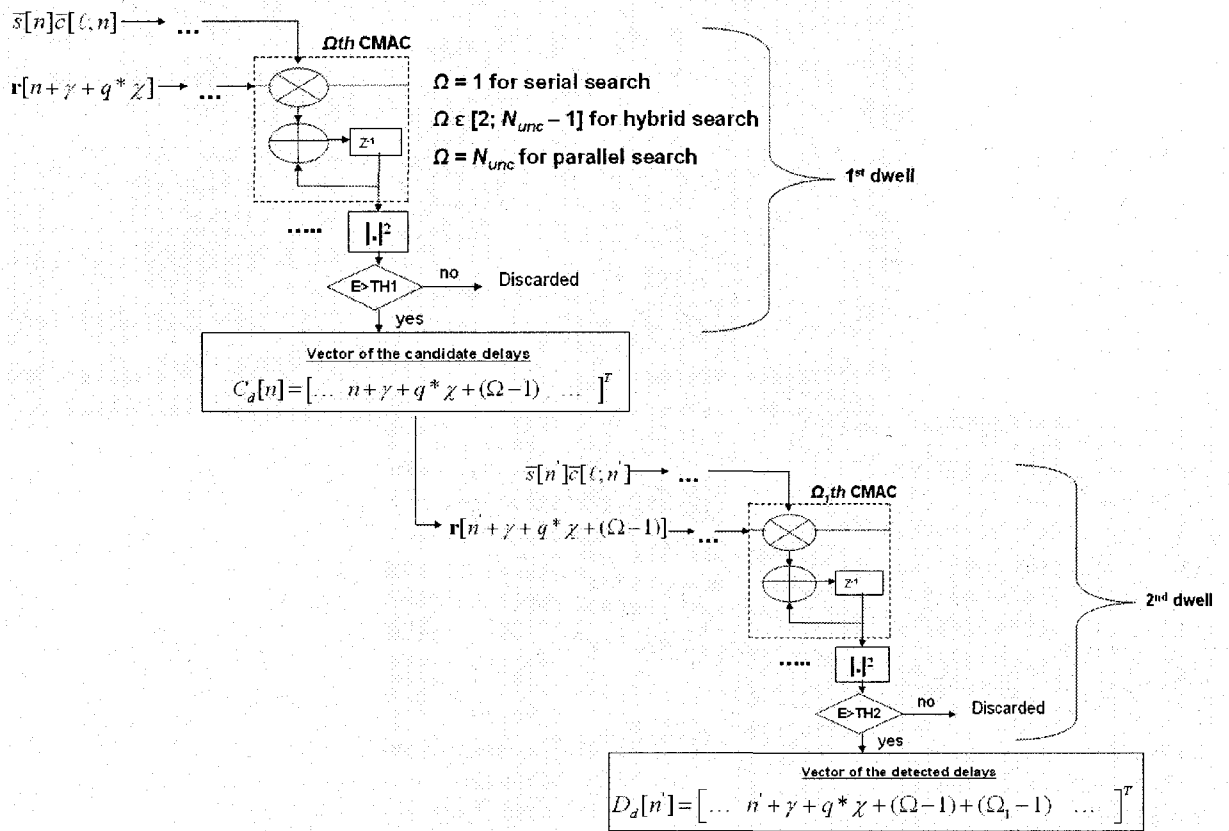 s̅[n]c̅[ℓ; n]
...
Ωth CMAC
r[n + γ + q * χ]
...
Ω = 1 for serial search
Ω ε [2; N_unc – 1] for hybrid search
Ω = N_unc for parallel search
Z⁻¹
1st dwell
.....
|.|²
E>TH1
no
Discarded
yes
Vector of the candidate delays
C_d[n] = [... n + γ + q * χ + (Ω − 1) ... ]^T
s̅[n']c̅[ℓ; n']
...
Ω₁th CMAC
r[n' + γ + q * χ + (Ω − 1)]
...
Z⁻¹
2nd dwell
.....
|.|²
E>TH2
no
Discarded
yes
Vector of the detected delays
D_d[n'] = [... n' + γ + q * χ + (Ω − 1) + (Ω₁ − 1) ... ]^T